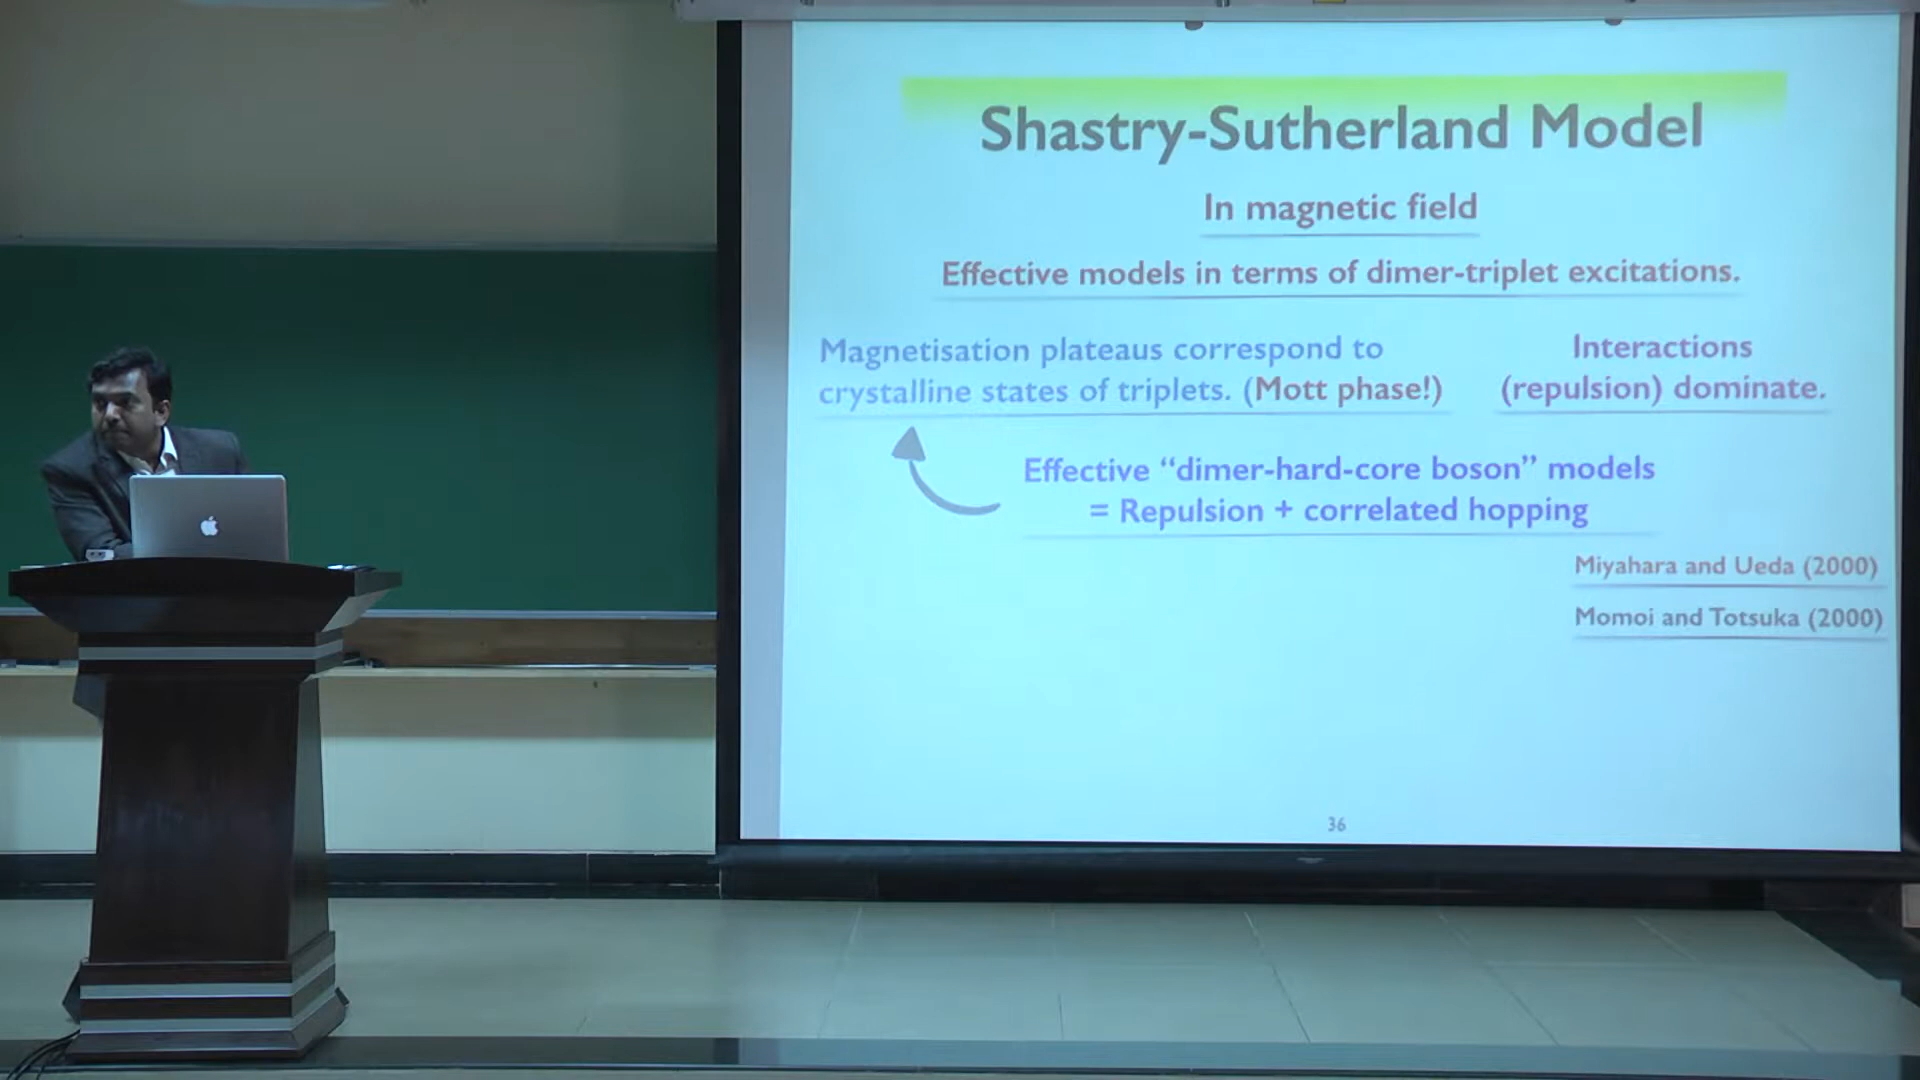 Shastry-Sutherland Model
In magnetic field
Effective models in terms of dimer-triplet excitations.
Magnetisation plateaus correspond to
crystalline states of triplets. (Mott phase!)
Interactions
(repulsion) dominate.
Effective “dimer-hard-core boson” models
= Repulsion + correlated hopping
Miyahara and Ueda (2000)
Momoi and Totsuka (2000)
36